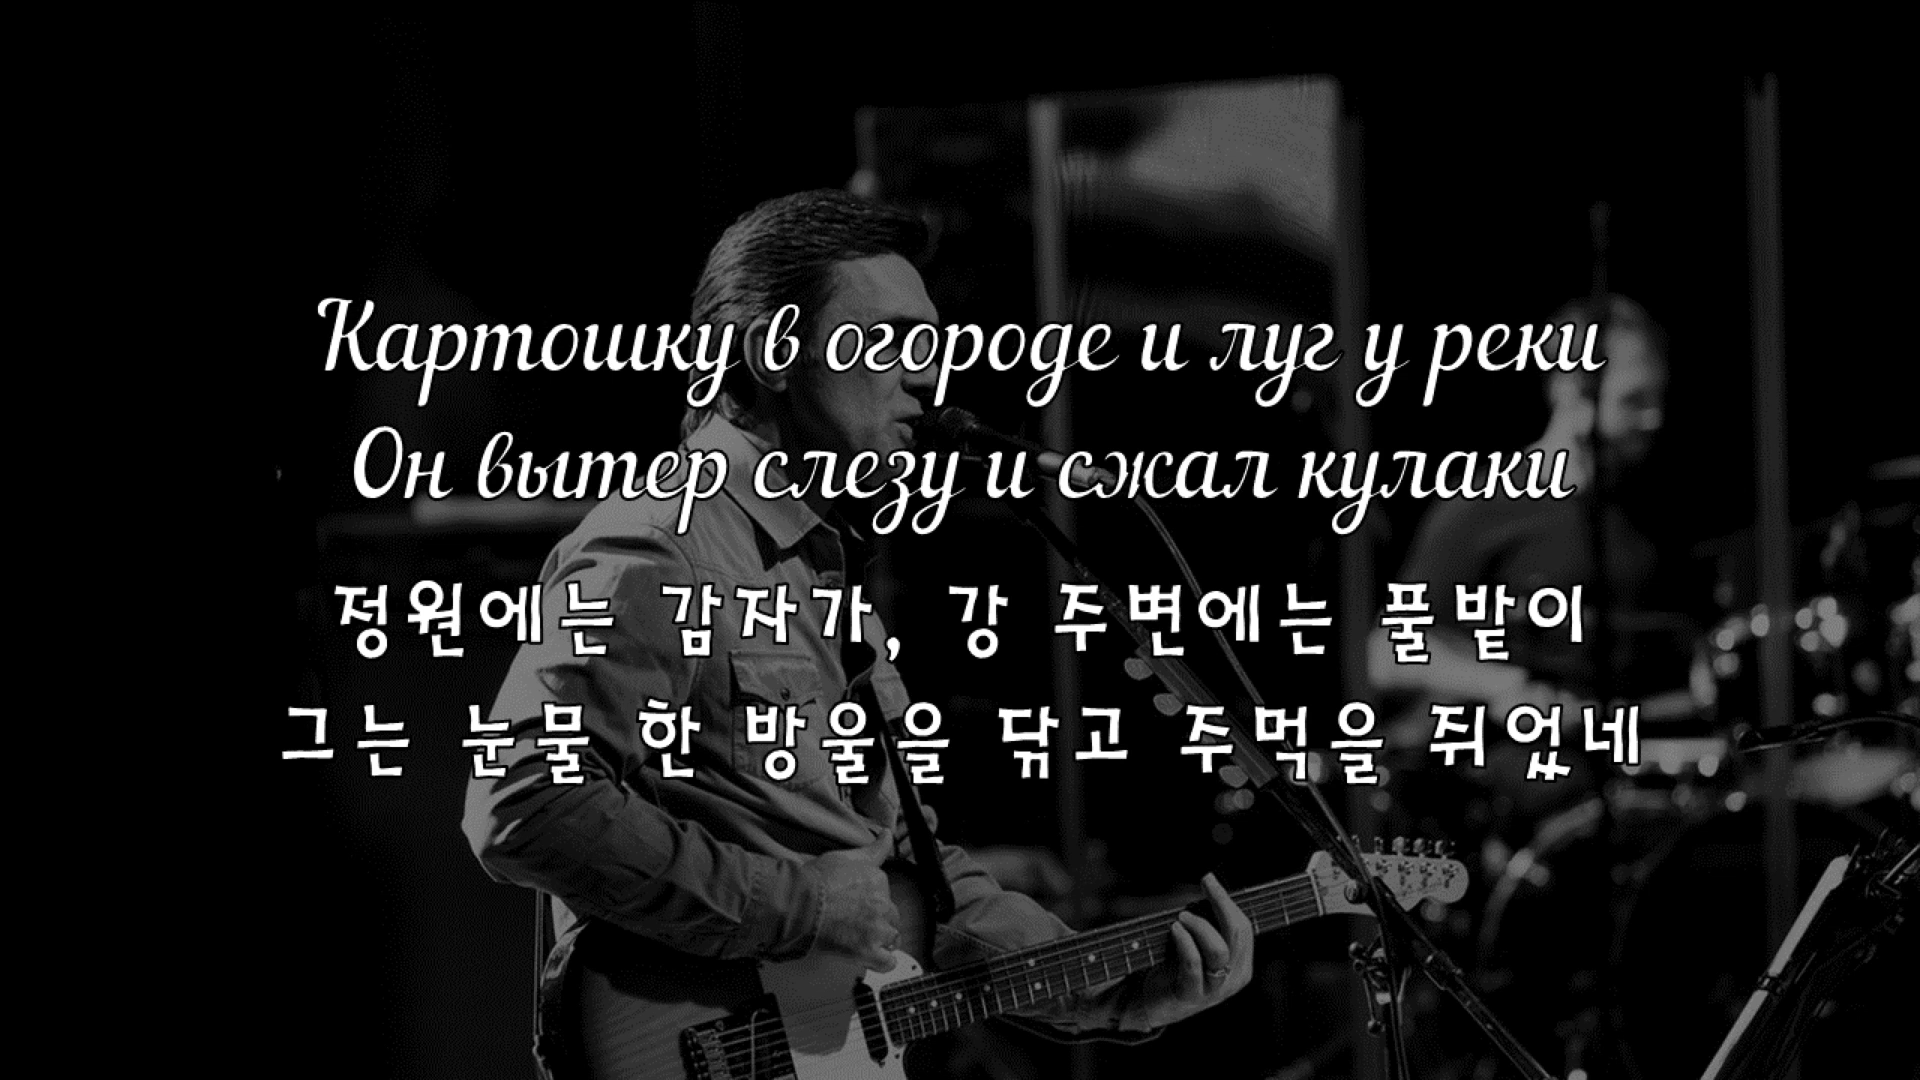 Картошку в огороде и луг у реки
Он вытер слезу и сжал кулаки
정원에는 감자가, 강 주변에는 풀밭이
그는 눈물 한 방울을 닦고 주먹을 쥐었네